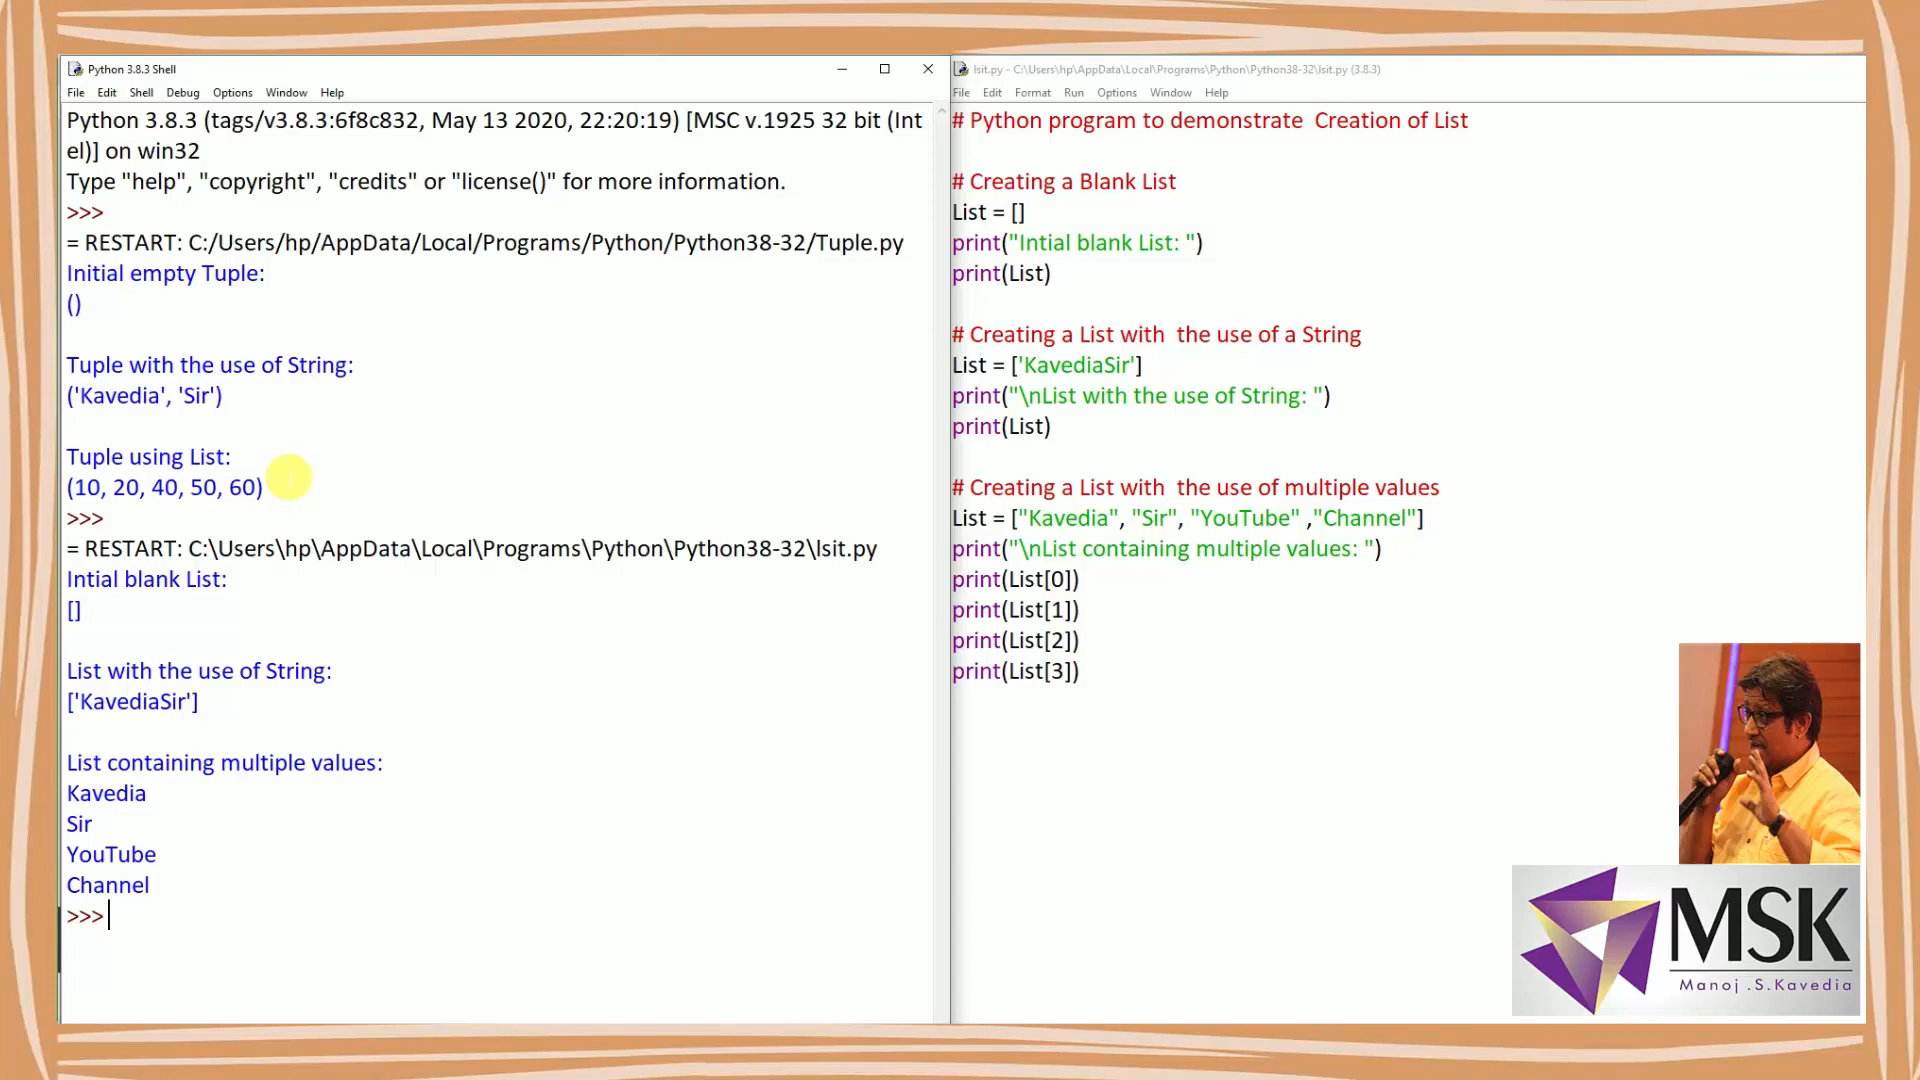 Python 3.8.3 Shell
File Edit Shell Debug Options Window Help
Python 3.8.3 (tags/v3.8.3:6f8c832, May 13 2020, 22:20:19) [MSC v.1925 32 bit (Int
el)] on win32
Type "help", "copyright", "credits" or "license()" for more information.
>>>
= RESTART: C:/Users/hp/AppData/Local/Programs/Python/Python38-32/Tuple.py
Initial empty Tuple:
()
Tuple with the use of String:
('Kavedia', 'Sir')
Tuple using List:
(10, 20, 40, 50, 60)
>>>
= RESTART: C:\Users\hp\AppData\Local\Programs\Python\Python38-32\lsit.py
Intial blank List:
[]
List with the use of String:
['KavediaSir']
List containing multiple values:
Kavedia
Sir
YouTube
Channel
>>>
lsit.py - C:\Users\hp\AppData\Local\Programs\Python\Python38-32\lsit.py (3.8.3)
File Edit Format Run Options Window Help
# Python program to demonstrate  Creation of List
# Creating a Blank List
List = []
print("Intial blank List: ")
print(List)
# Creating a List with  the use of a String
List = ['KavediaSir']
print("\nList with the use of String: ")
print(List)
# Creating a List with  the use of multiple values
List = ["Kavedia", "Sir", "YouTube" ,"Channel"]
print("\nList containing multiple values: ")
print(List[0])
print(List[1])
print(List[2])
print(List[3])
MSK
Manoj .S.Kavedia